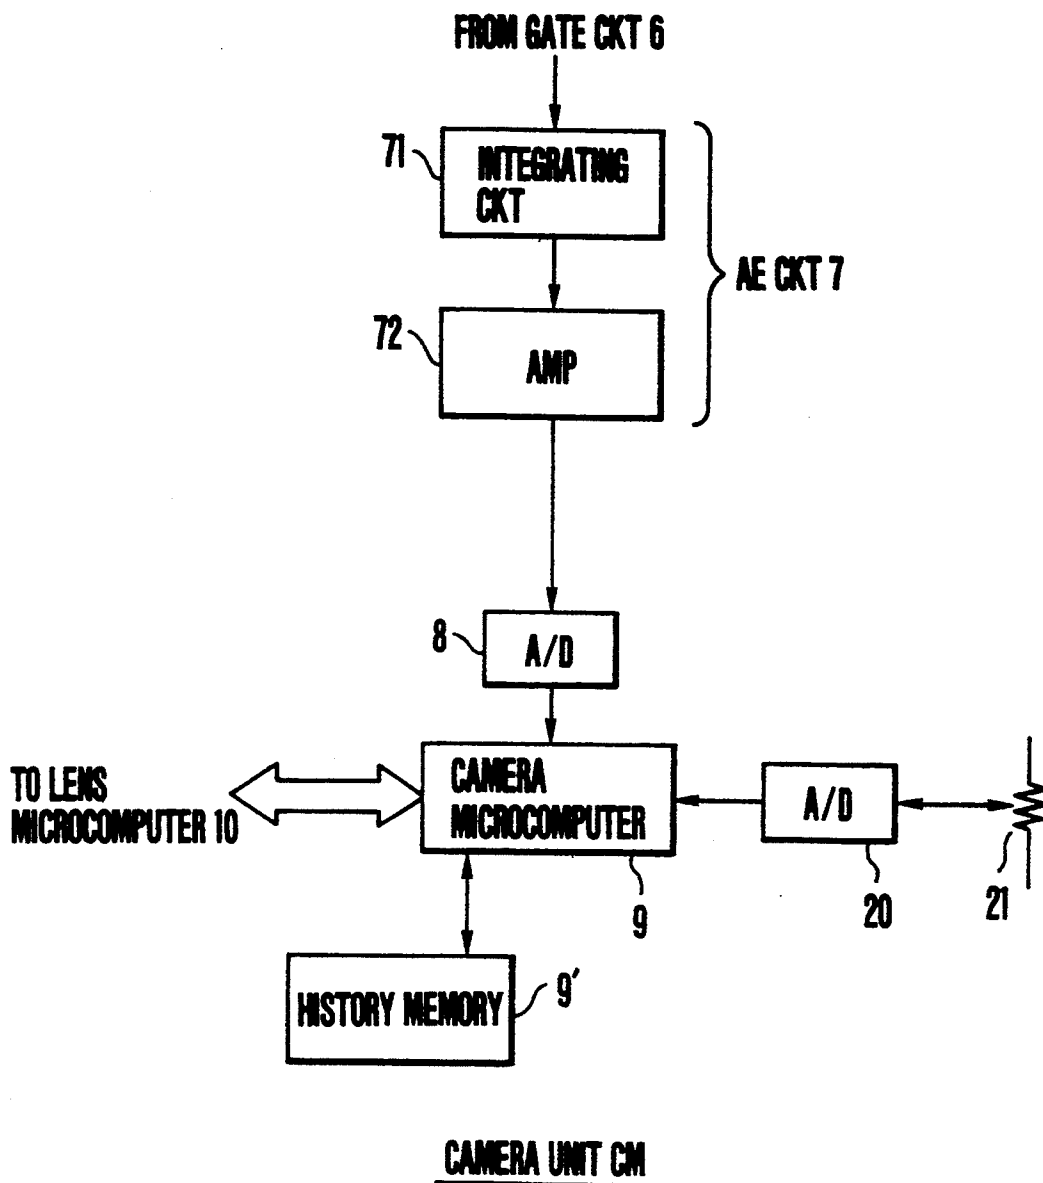 FROM GATE CKT 6
71
INTEGRATING
CKT
AE CKT 7
72
AMP
8
A/D
TO LENS
MICROCOMPUTER 10
CAMERA
MICROCOMPUTER
A/D
9
20
21
HISTORY MEMORY
9′
CAMERA UNIT CM